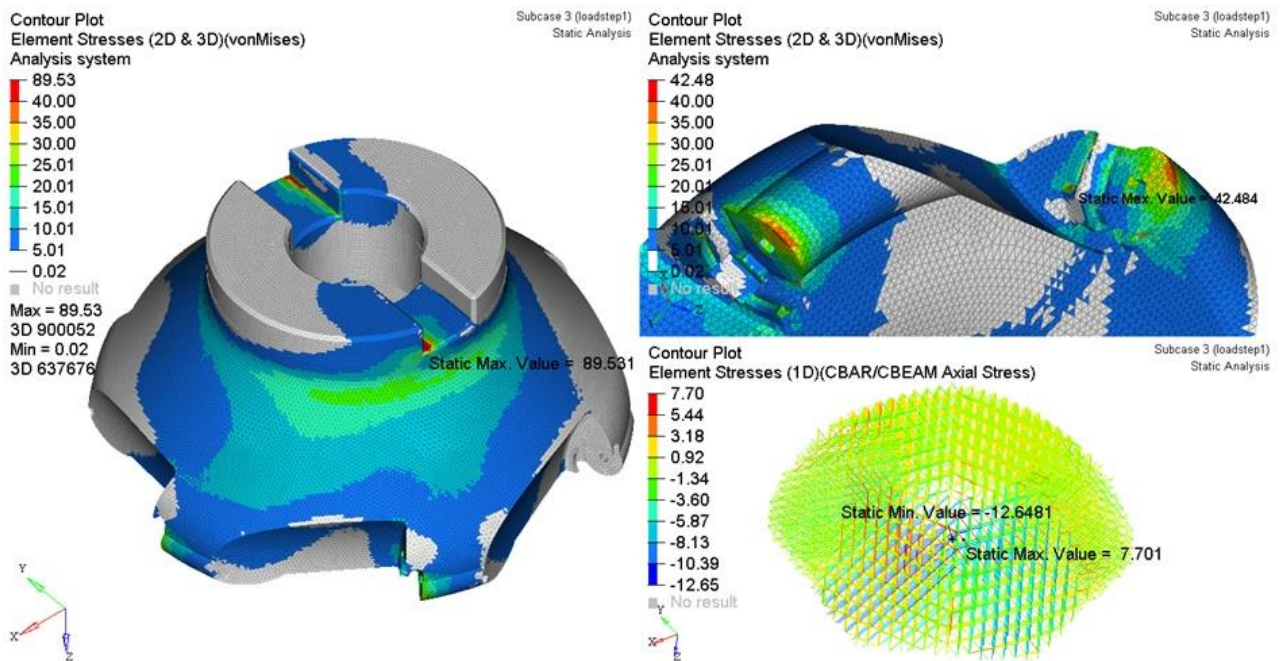 Contour Plot
Element Stresses (2D & 3D)(vonMises)
Analysis system
89.53
40.00
35.00
30.00
25.01
20.01
15.01
10.01
5.01
0.02
No result
Max = 89.53
3D 900052
Min = 0.02
3D 637676
Subcase 3 (loadstep1)
Static Analysis
Static Max. Value = 89.531
Y
X
Z
Contour Plot
Element Stresses (2D & 3D)(vonMises)
Analysis system
42.48
40.00
35.00
30.00
25.01
20.01
15.01
10.01
5.01
0.02
No result
Subcase 3 (loadstep1)
Static Analysis
Static Max. Value = 42.484
X
Y
Z
Contour Plot
Element Stresses (1D)(CBAR/CBEAM Axial Stress)
7.70
5.44
3.18
0.92
-1.34
-3.60
-5.87
-8.13
-10.39
-12.65
No result
Subcase 3 (loadstep1)
Static Analysis
Static Min. Value = -12.6481
Static Max. Value = 7.701
Y
X
Z